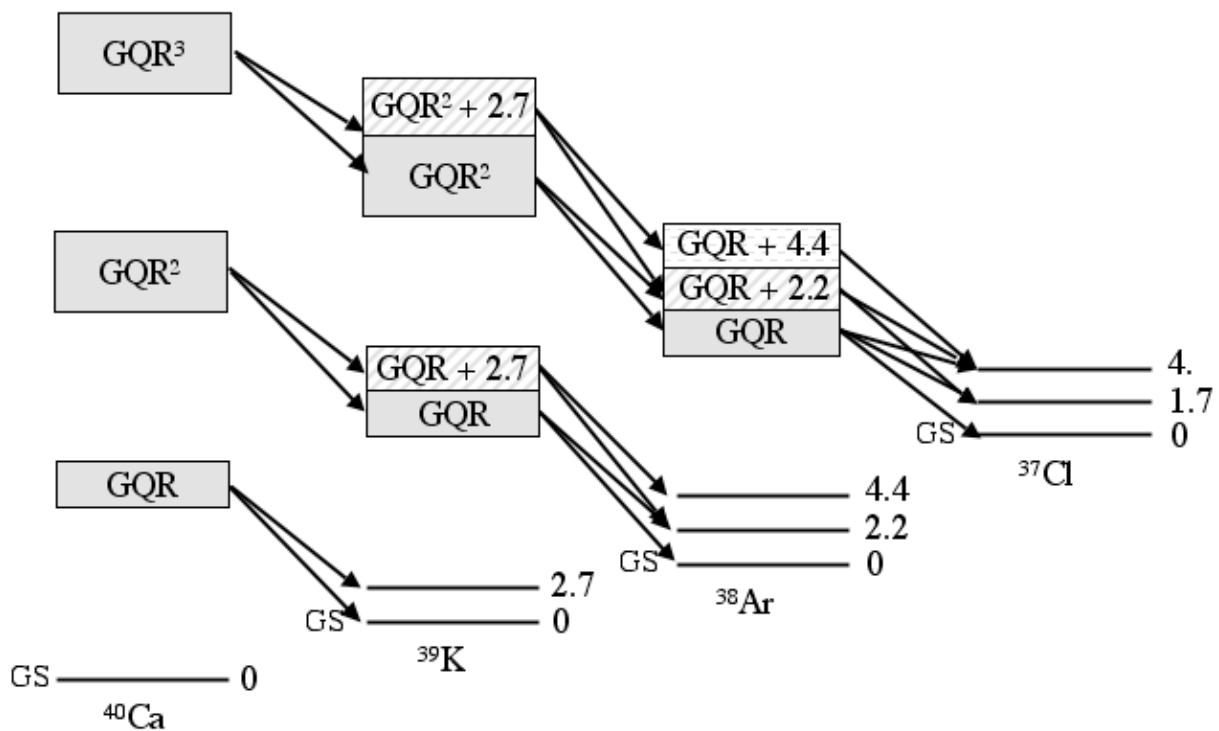 GQR³
GQR² + 2.7
GQR²
GQR²
GQR + 4.4
GQR + 2.2
GQR
GQR + 2.7
GQR
4.
1.7
GS 0
³⁷Cl
GQR
4.4
2.2
GS 0
³⁸Ar
2.7
GS 0
³⁹K
GS 0
⁴⁰Ca